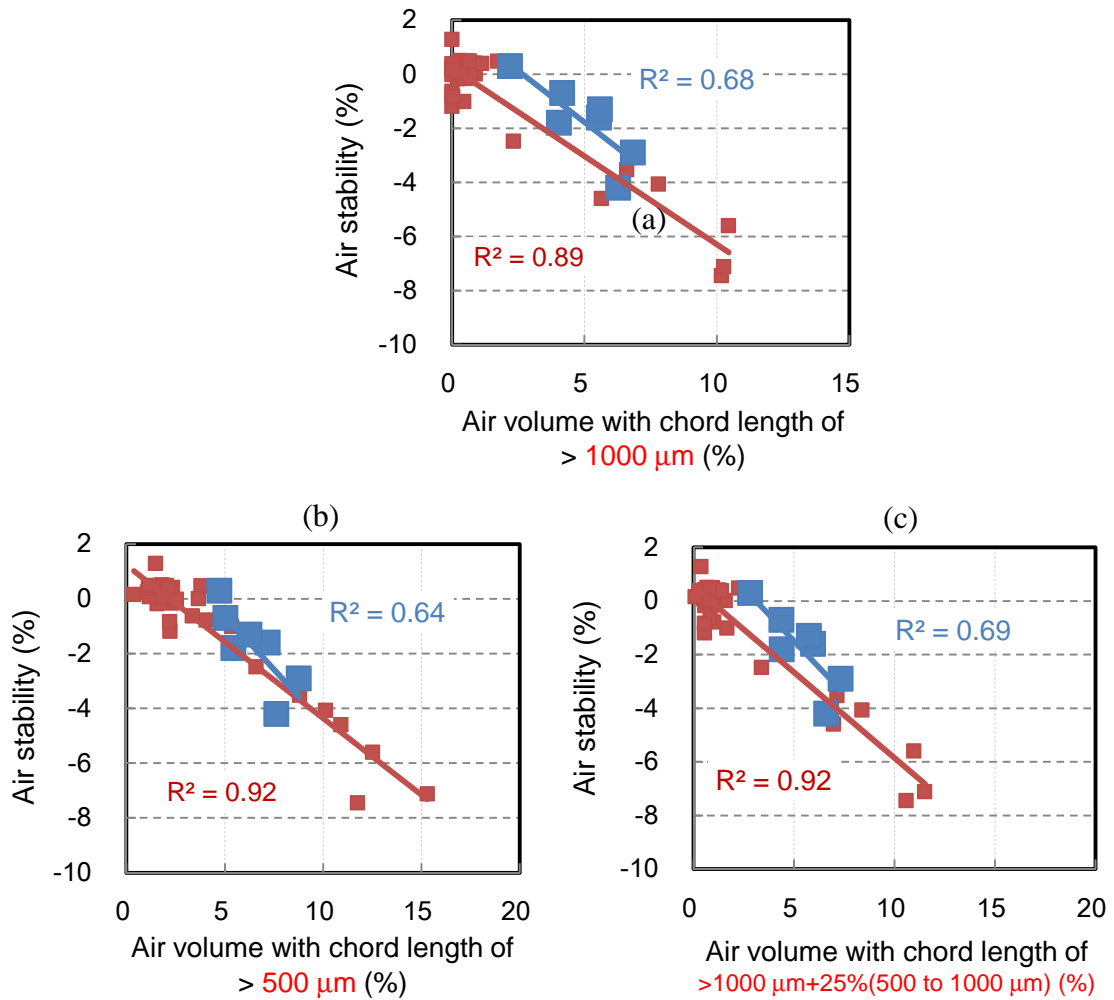 2
0
-2
-4
-6
-8
-10
Air stability (%)
R² = 0.68
(a)
R² = 0.89
0 5 10 15
Air volume with chord length of
> 1000 µm (%)
(b)
2
0
-2
-4
-6
-8
-10
Air stability (%)
R² = 0.64
R² = 0.92
0 5 10 15 20
Air volume with chord length of
> 500 µm (%)
(c)
2
0
-2
-4
-6
-8
-10
Air stability (%)
R² = 0.69
R² = 0.92
0 5 10 15 20
Air volume with chord length of
>1000 µm+25%(500 to 1000 µm) (%)